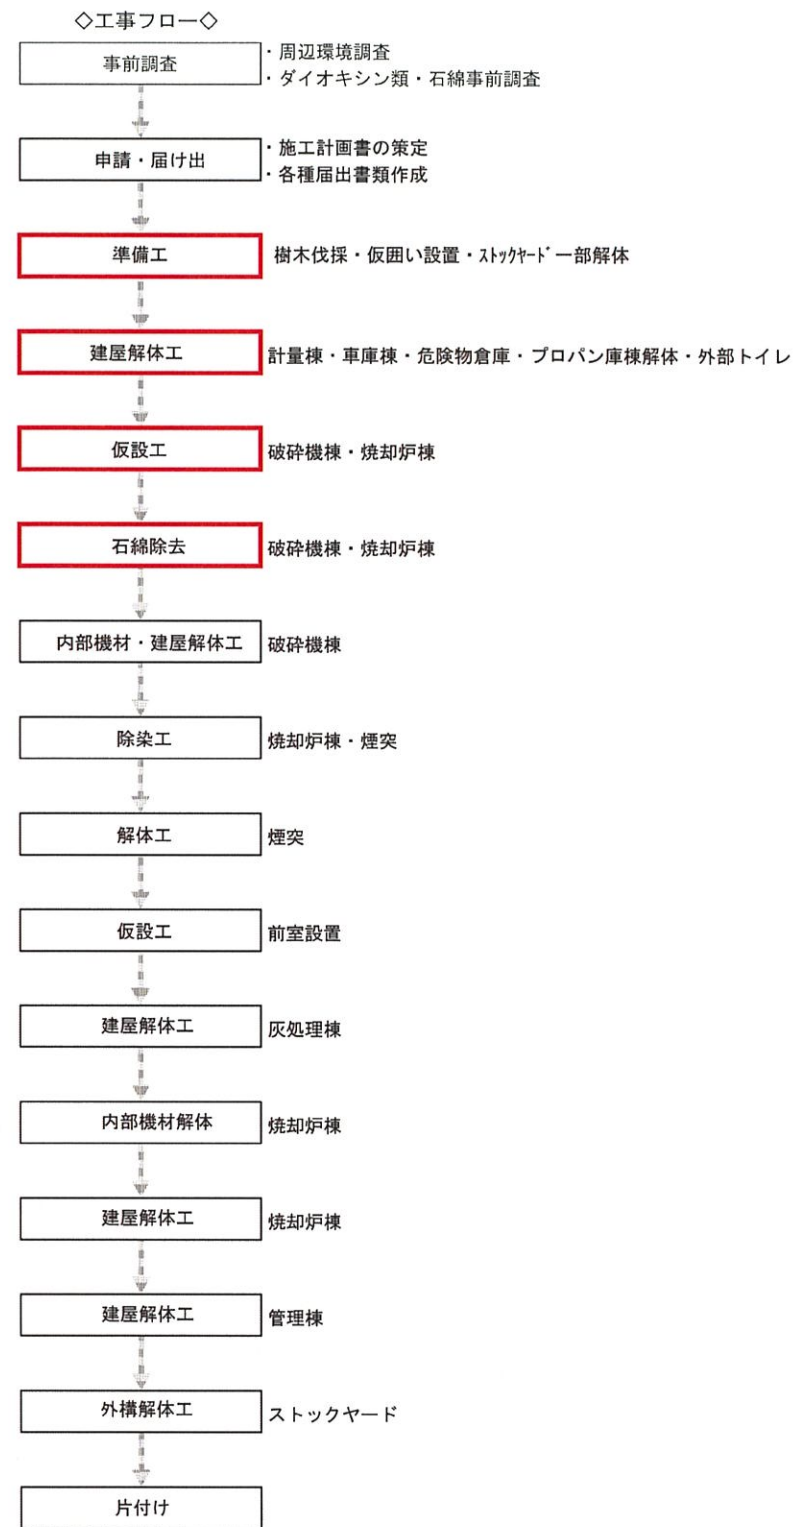 ◇工事フロー◇
事前調査
・周辺環境調査
・ダイオキシン類・石綿事前調査
申請・届け出
・施工計画書の策定
・各種届出書類作成
準備工
樹木伐採・仮囲い設置・ｽﾄｯｸﾔｰﾄﾞ一部解体
建屋解体工
計量棟・車庫棟・危険物倉庫・プロパン庫棟解体・外部トイレ
仮設工
破砕機棟・焼却炉棟
石綿除去
破砕機棟・焼却炉棟
内部機材・建屋解体工
破砕機棟
除染工
焼却炉棟・煙突
解体工
煙突
仮設工
前室設置
建屋解体工
灰処理棟
内部機材解体
焼却炉棟
建屋解体工
焼却炉棟
建屋解体工
管理棟
外構解体工
ストックヤード
片付け